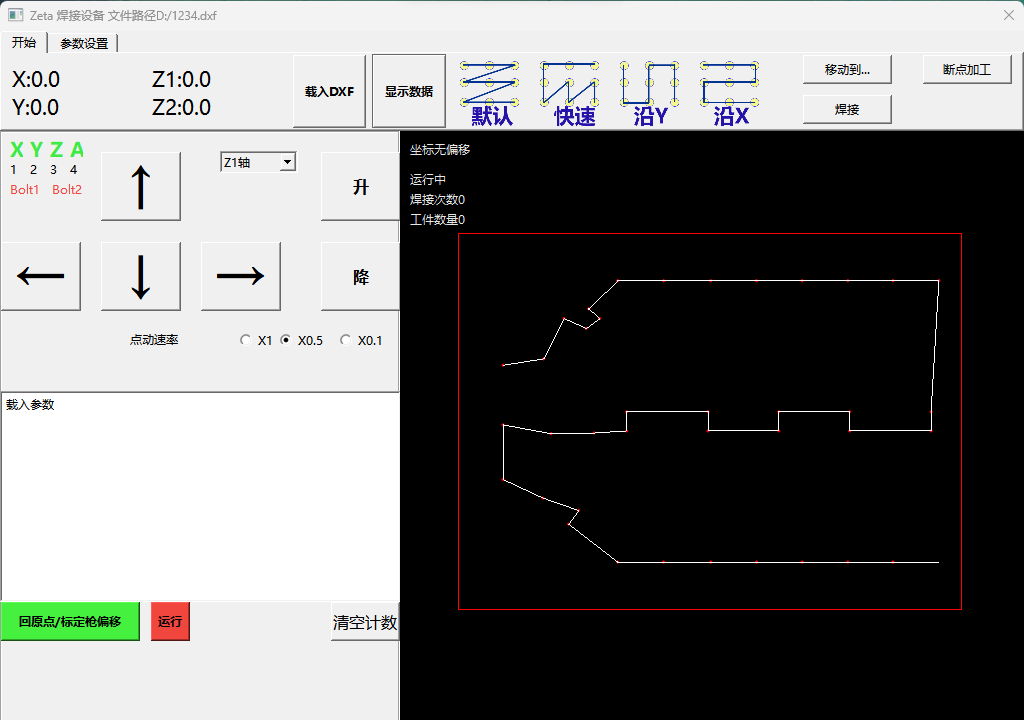 Zeta 焊接设备 文件路径D:/1234.dxf
开始 参数设置
X:0.0 Z1:0.0
Y:0.0 Z2:0.0
载入DXF
显示数据
默认 快速 沿Y 沿X
移动到... 断点加工
焊接
X Y Z A
1 2 3 4
Bolt1 Bolt2
Z1轴
升
降
点动速率 X1 X0.5 X0.1
载入参数
回原点/标定枪偏移 运行 清空计数
坐标无偏移
运行中
焊接次数0
工件数量0